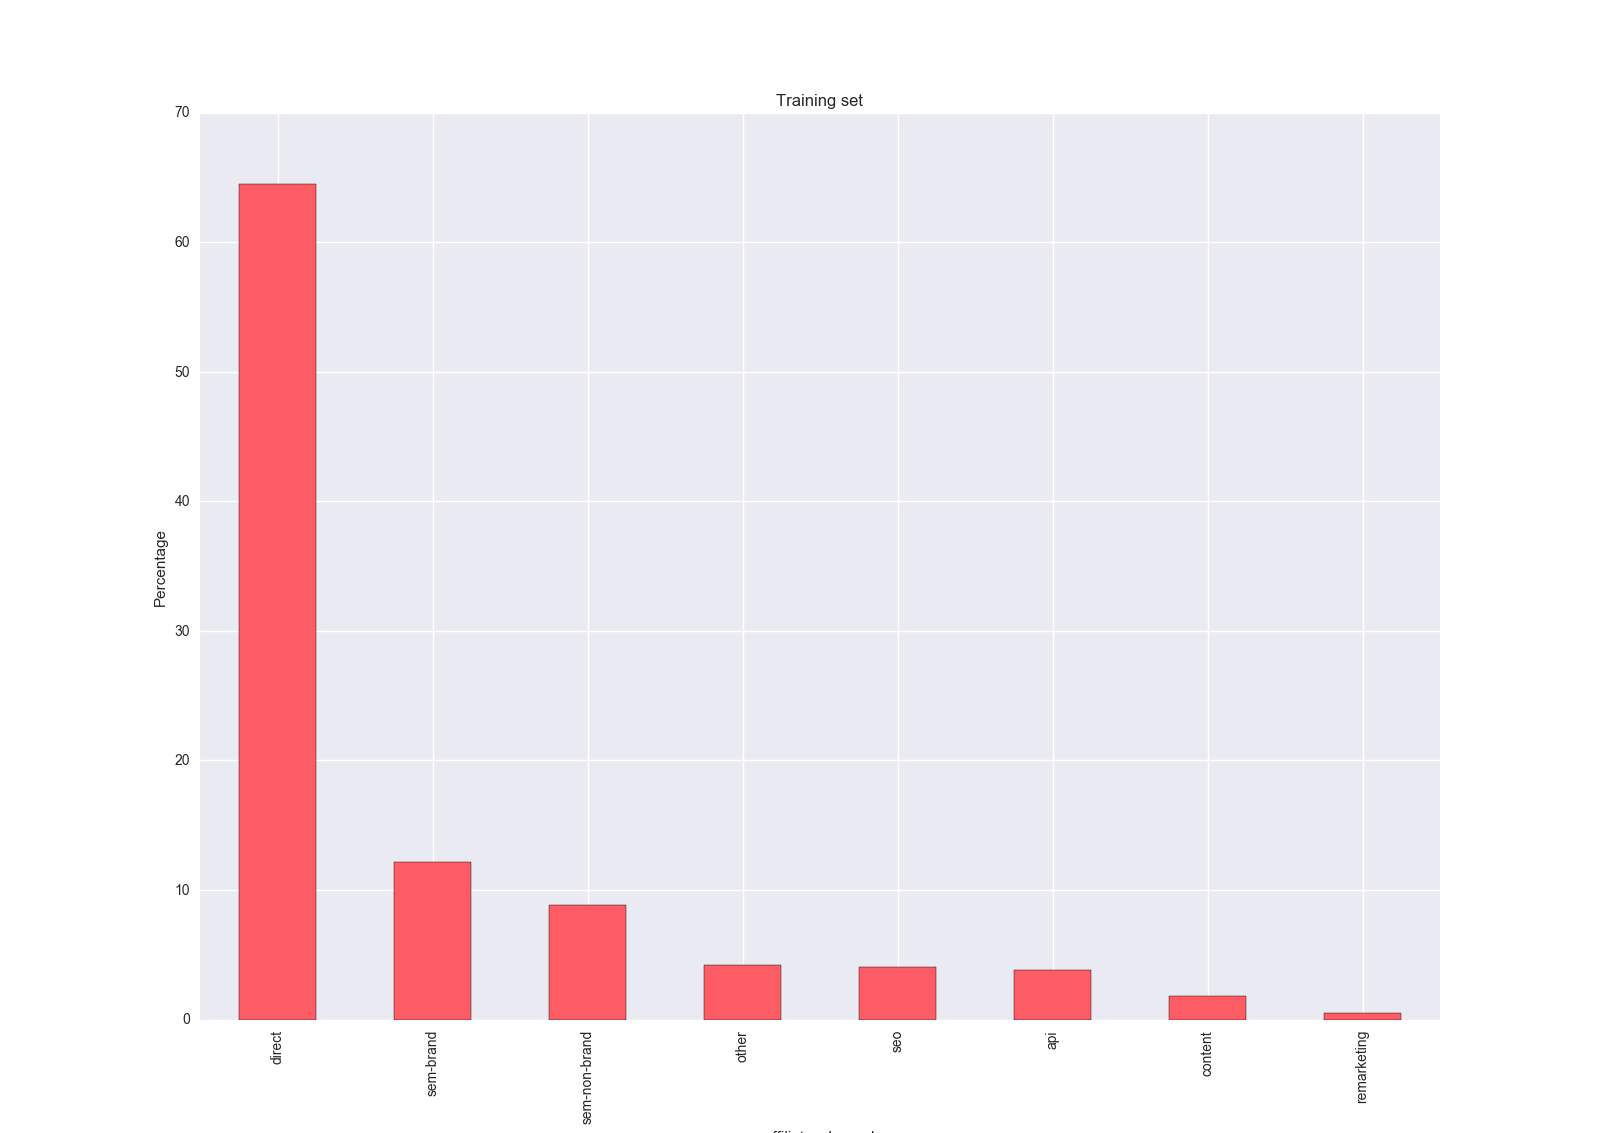 Training set
70
60
50
40
30
20
10
0
Percentage
direct
sem-brand
sem-non-brand
other
seo
api
content
remarketing